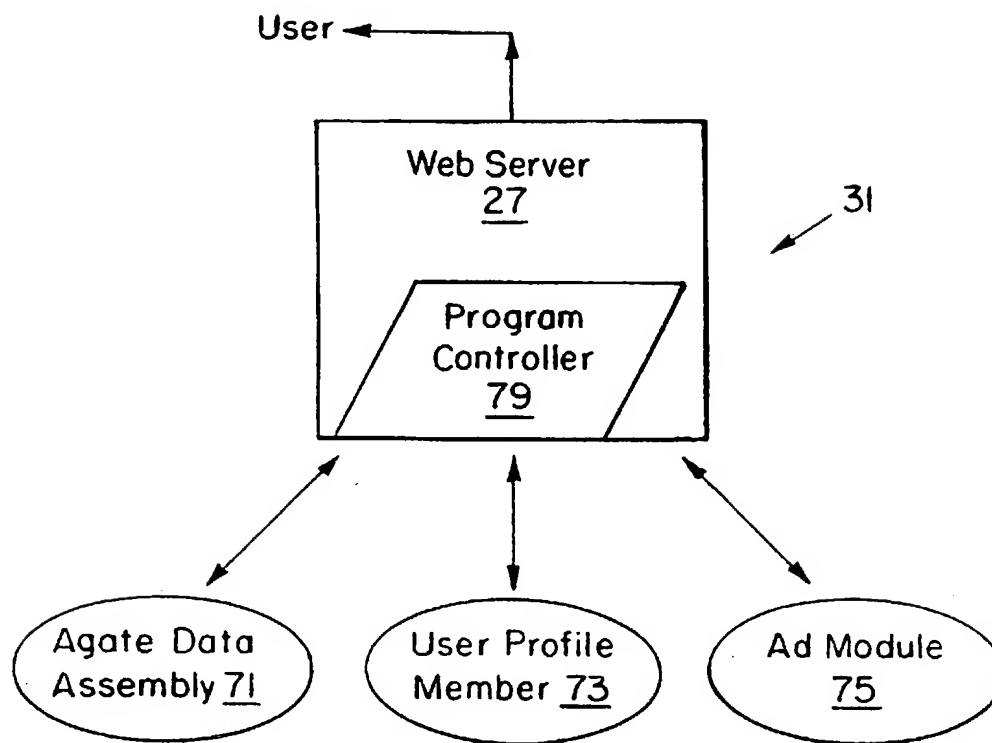 User
Web Server
27
31
Program
Controller
79
Agate Data
Assembly 71
User Profile
Member 73
Ad Module
75